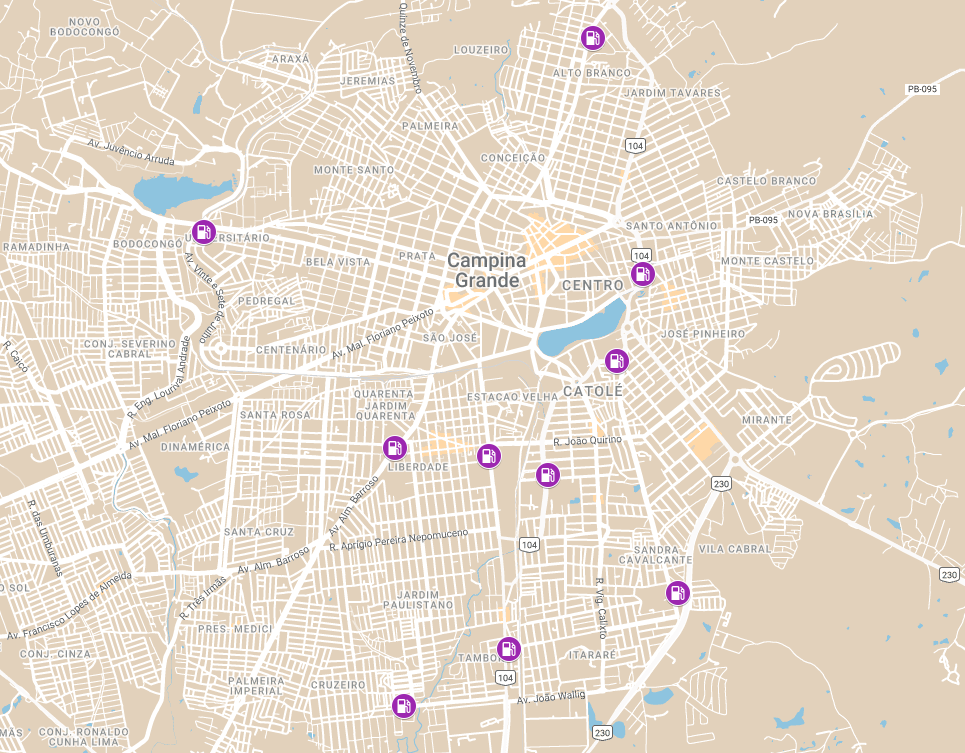 NOVO
BODOCONGÓ
Quinze de Novembro
LOUZEIRO
ARAXÁ
ALTO BRANCO
JEREMIAS
JARDIM TAVARES
PB-095
PALMEIRA
104
Av. Juvêncio Arruda
CONCEIÇÃO
MONTE SANTO
CASTELO BRANCO
NOVA BRASÍLIA
PB-095
SANTO ANTÔNIO
UNIVERSITÁRIO
BODOCONGÓ
RAMADINHA
PRATA
BELA VISTA
Campina
Grande
104
MONTE CASTELO
CENTRO
Av. Vinte e Sete de Julho
PEDREGAL
Av. Mal. Floriano Peixoto
SÃO JOSÉ
JOSÉ PINHEIRO
CONJ. SEVERINO
CABRAL
CENTENÁRIO
R. Caicó
R. Eng. Lourival Andrade
CATOLÉ
QUARENTA
JARDIM
QUARENTA
ESTACAO VELHA
Av. Mal. Floriano Peixoto
SANTA ROSA
MIRANTE
DINAMÉRICA
R. João Quirino
LIBERDADE
230
Av. Alm. Barroso
R. das Umburanas
SANTA CRUZ
R. Aprígio Pereira Nepomuceno
104
SANDRA
CAVALCANTE
VILA CABRAL
Av. Alm. Barroso
230
O SOL
R. Três Irmãs
R. Vig. Calixto
Av. Francisco Lopes de Almeida
JARDIM
PAULISTANO
PRES. MEDICI
CONJ. CINZA
TAMBOR
ITARARÉ
104
PALMEIRA
IMPERIAL
CRUZEIRO
Av. João Wallig
230
MÃS
CONJ. RONALDO
CUNHA LIMA